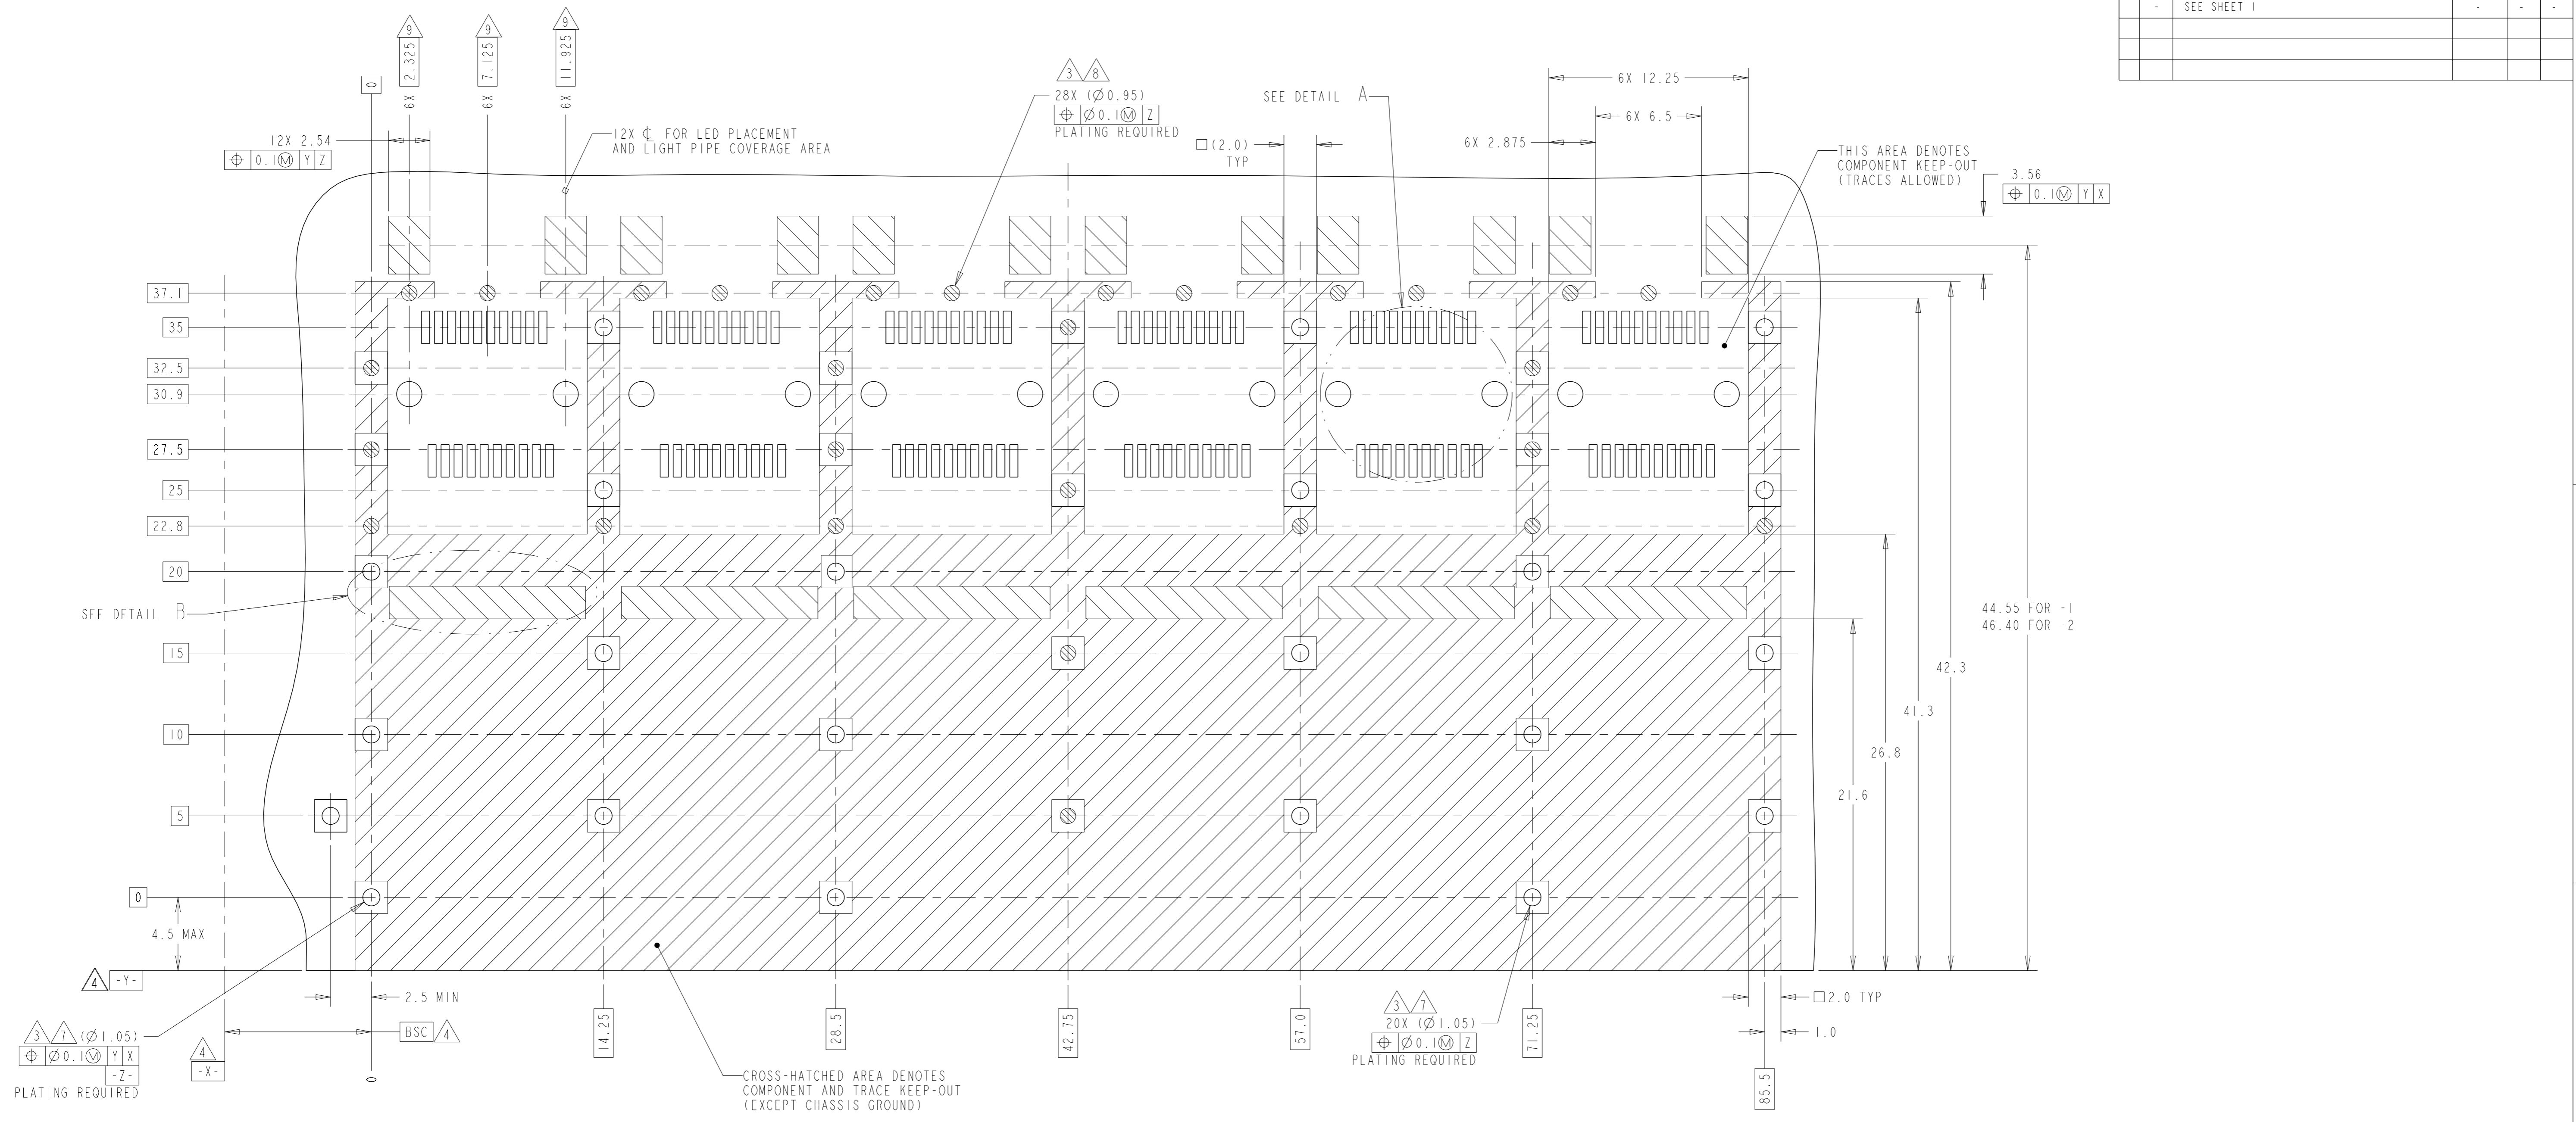 - SEE SHEET 1 - - -
9
6X 2.325
9
6X 7.125
9
6X 11.925
0
12X 2.54
⌖ 0.1Ⓜ Y Z
12X ℄ FOR LED PLACEMENT
AND LIGHT PIPE COVERAGE AREA
3 8
28X (Ø0.95)
⌖ Ø0.1Ⓜ Z
PLATING REQUIRED
SEE DETAIL A
□(2.0)
TYP
6X 12.25
6X 6.5
6X 2.875
THIS AREA DENOTES
COMPONENT KEEP-OUT
(TRACES ALLOWED)
3.56
⌖ 0.1Ⓜ Y X
37.1
35
32.5
30.9
27.5
25
22.8
20
SEE DETAIL B
15
10
5
0
4.5 MAX
44.55 FOR -1
46.40 FOR -2
42.3
41.3
26.8
21.6
4 -Y-
2.5 MIN
3 7 (Ø1.05)
⌖ Ø0.1Ⓜ Y X
-Z-
PLATING REQUIRED
4
-X-
BSC 4
0
14.25
28.5
42.75
57.0
71.25
85.5
CROSS-HATCHED AREA DENOTES
COMPONENT AND TRACE KEEP-OUT
(EXCEPT CHASSIS GROUND)
3 7
20X (Ø1.05)
⌖ Ø0.1Ⓜ Z
PLATING REQUIRED
□2.0 TYP
1.0